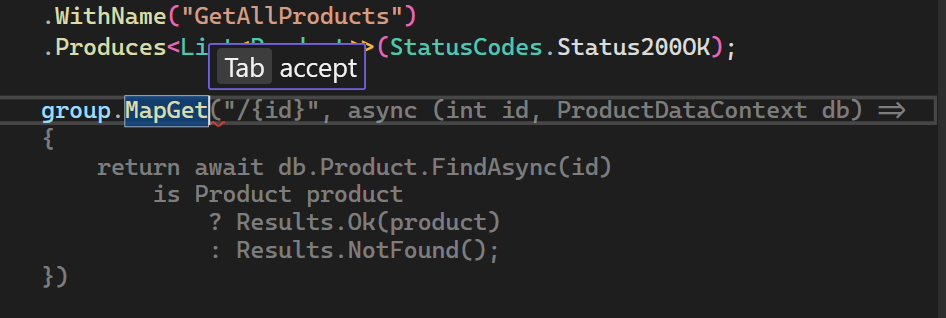 .WithName("GetAllProducts")
.Produces<List<Product>>(StatusCodes.Status200OK);
Tab accept
group.MapGet("/{id}", async (int id, ProductDataContext db) =>
{
return await db.Product.FindAsync(id)
is Product product
? Results.Ok(product)
: Results.NotFound();
})